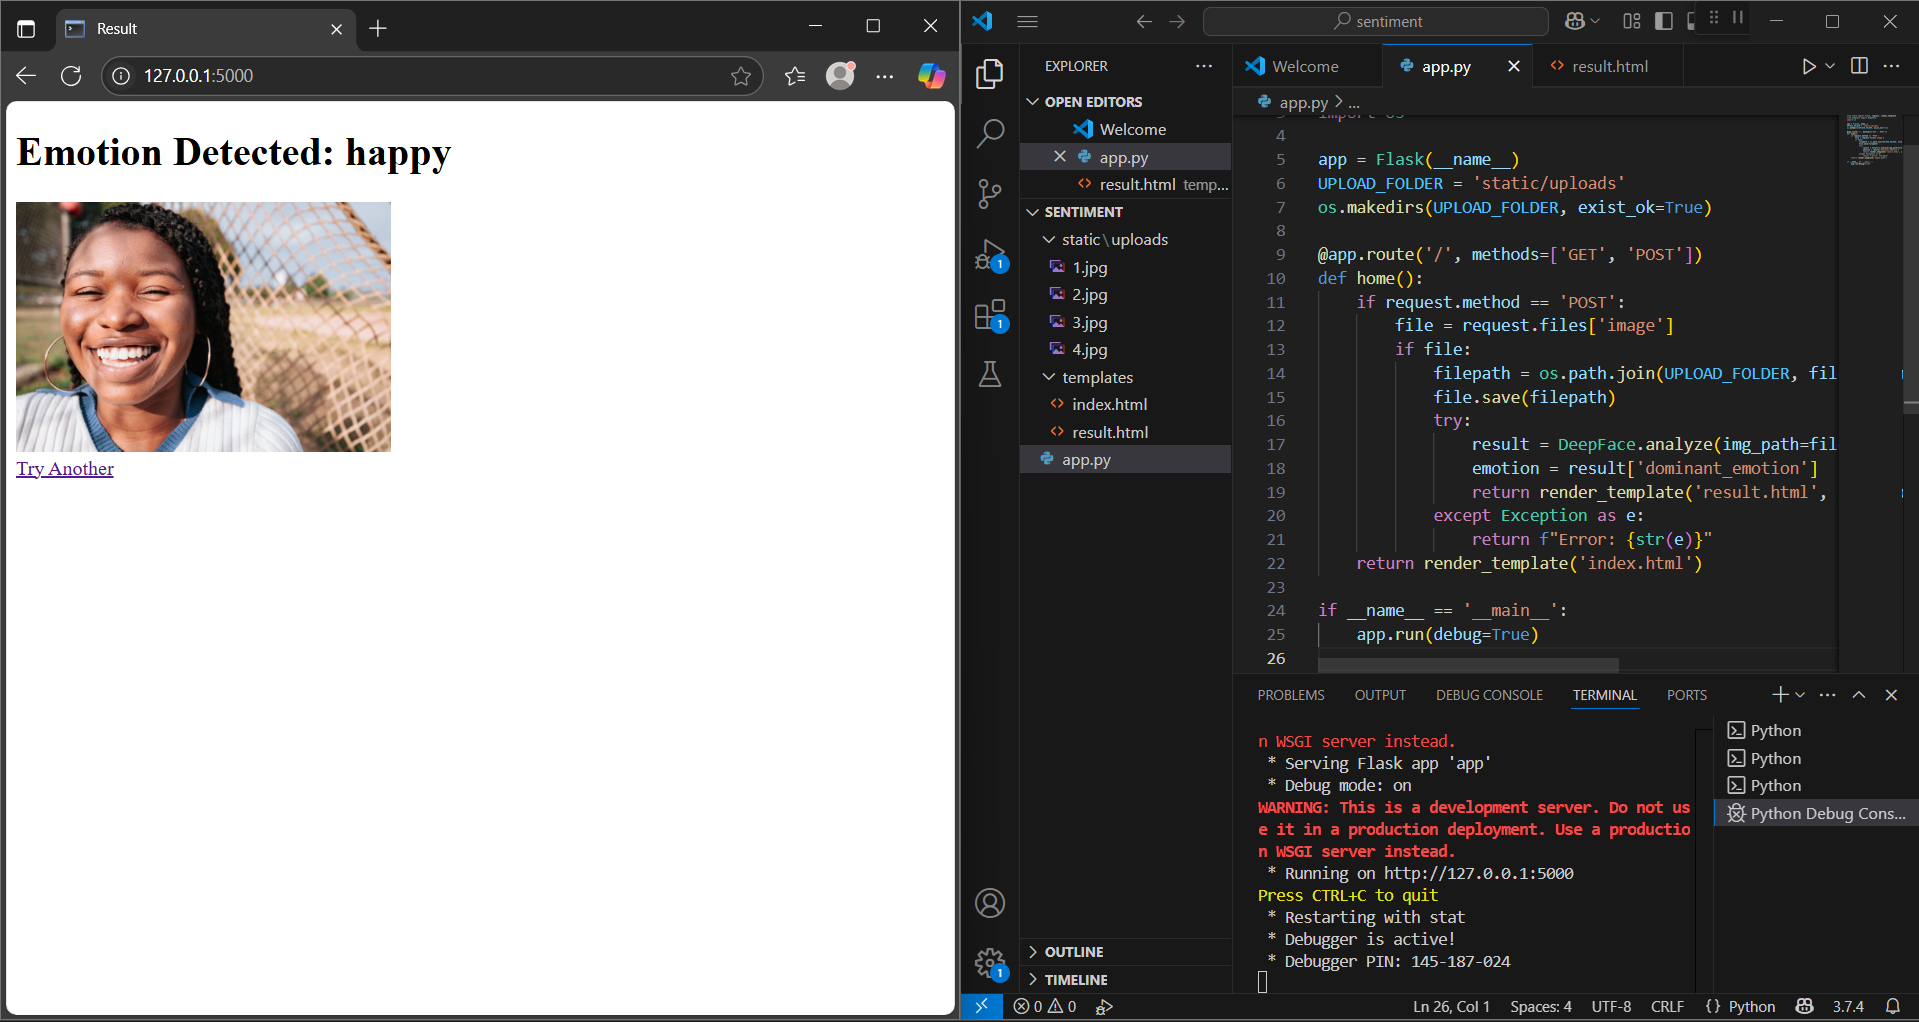 Result
127.0.0.1:5000
Emotion Detected: happy
Try Another
sentiment
EXPLORER
OPEN EDITORS
Welcome
app.py
result.html temp...
SENTIMENT
static\uploads
1.jpg
2.jpg
3.jpg
4.jpg
templates
index.html
result.html
app.py
OUTLINE
TIMELINE
1
1
1
Welcome
app.py
result.html
app.py > ...
3 import os
4
5 app = Flask(__name__)
6 UPLOAD_FOLDER = 'static/uploads'
7 os.makedirs(UPLOAD_FOLDER, exist_ok=True)
8
9 @app.route('/', methods=['GET', 'POST'])
10 def home():
11 if request.method == 'POST':
12 file = request.files['image']
13 if file:
14 filepath = os.path.join(UPLOAD_FOLDER, fil
15 file.save(filepath)
16 try:
17 result = DeepFace.analyze(img_path=fil
18 emotion = result['dominant_emotion']
19 return render_template('result.html',
20 except Exception as e:
21 return f"Error: {str(e)}"
22 return render_template('index.html')
23
24 if __name__ == '__main__':
25 app.run(debug=True)
26
PROBLEMS OUTPUT DEBUG CONSOLE TERMINAL PORTS
n WSGI server instead.
* Serving Flask app 'app'
* Debug mode: on
WARNING: This is a development server. Do not us
e it in a production deployment. Use a productio
n WSGI server instead.
* Running on http://127.0.0.1:5000
Press CTRL+C to quit
* Restarting with stat
* Debugger is active!
* Debugger PIN: 145-187-024
Python
Python
Python
Python Debug Cons...
0 0
Ln 26, Col 1 Spaces: 4 UTF-8 CRLF {} Python 3.7.4